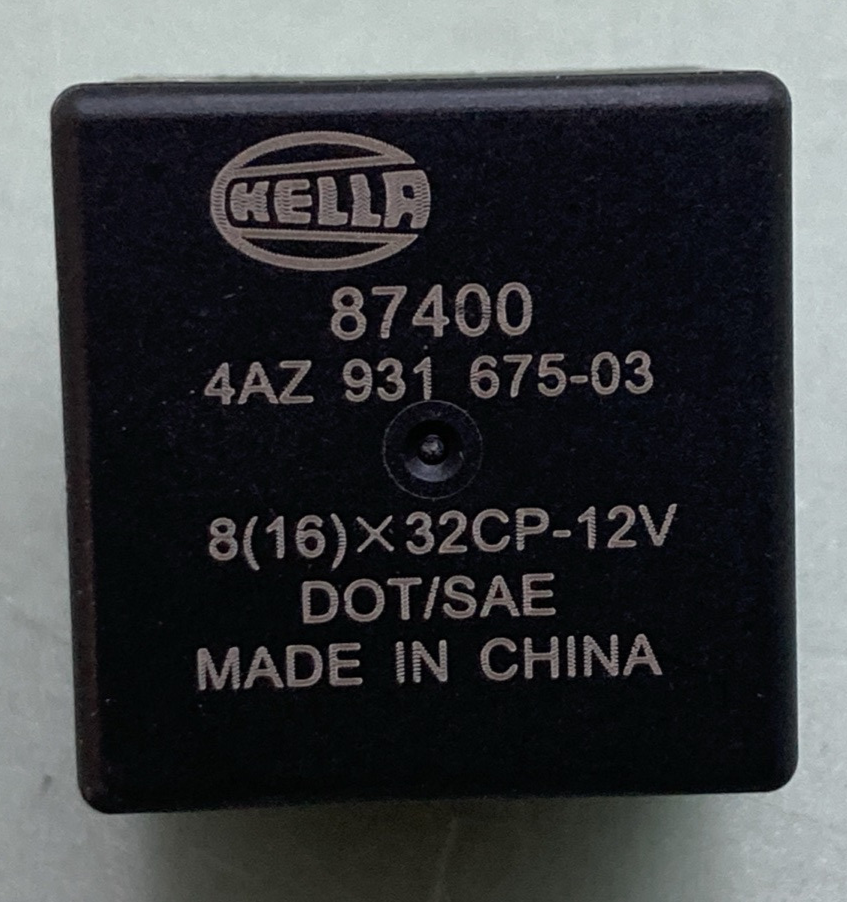 HELLA
87400
4AZ 931 675-03
8(16)×32CP-12V
DOT/SAE
MADE IN CHINA